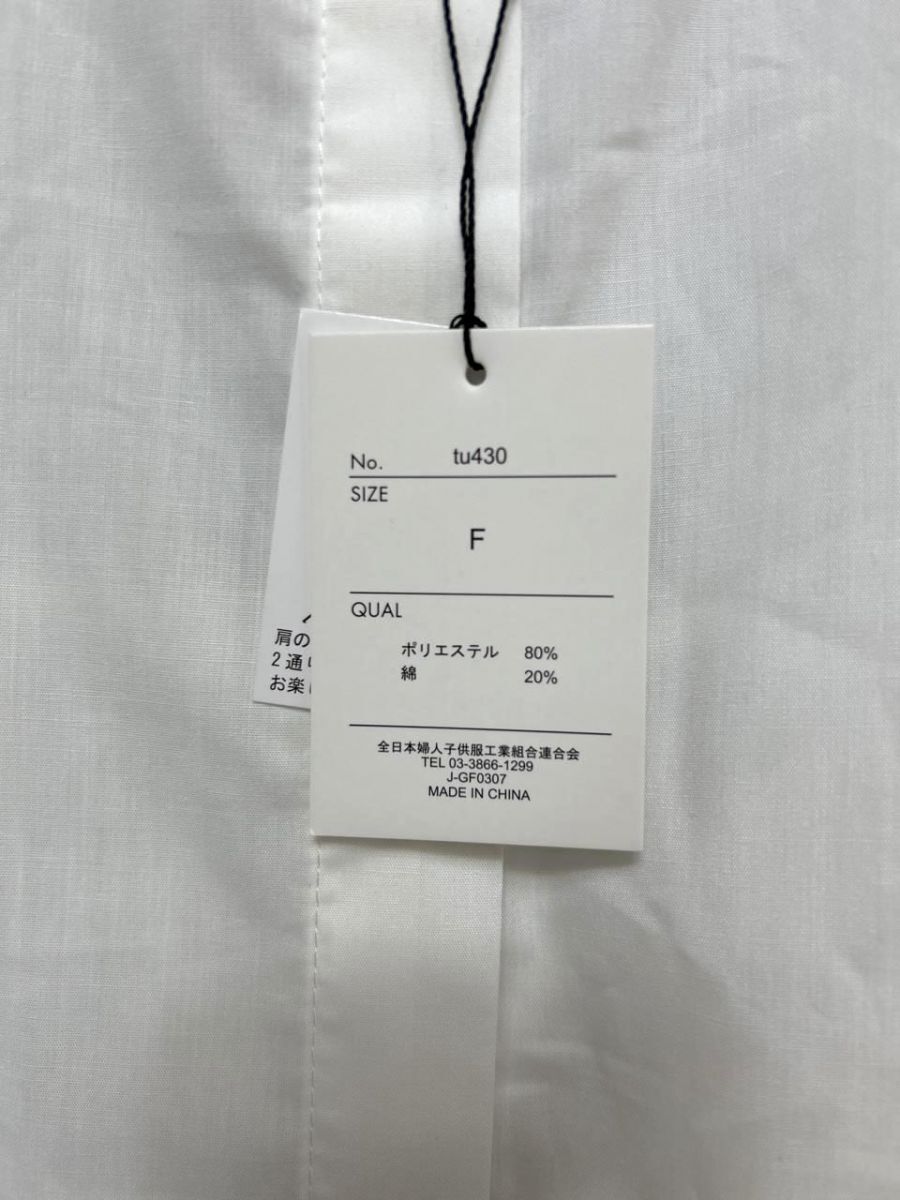 No. tu430
SIZE
F
QUAL
ポリエステル 80%
綿 20%
全日本婦人子供服工業組合連合会
TEL 03-3866-1299
J-GF0307
MADE IN CHINA
肩の
2通り
お楽し